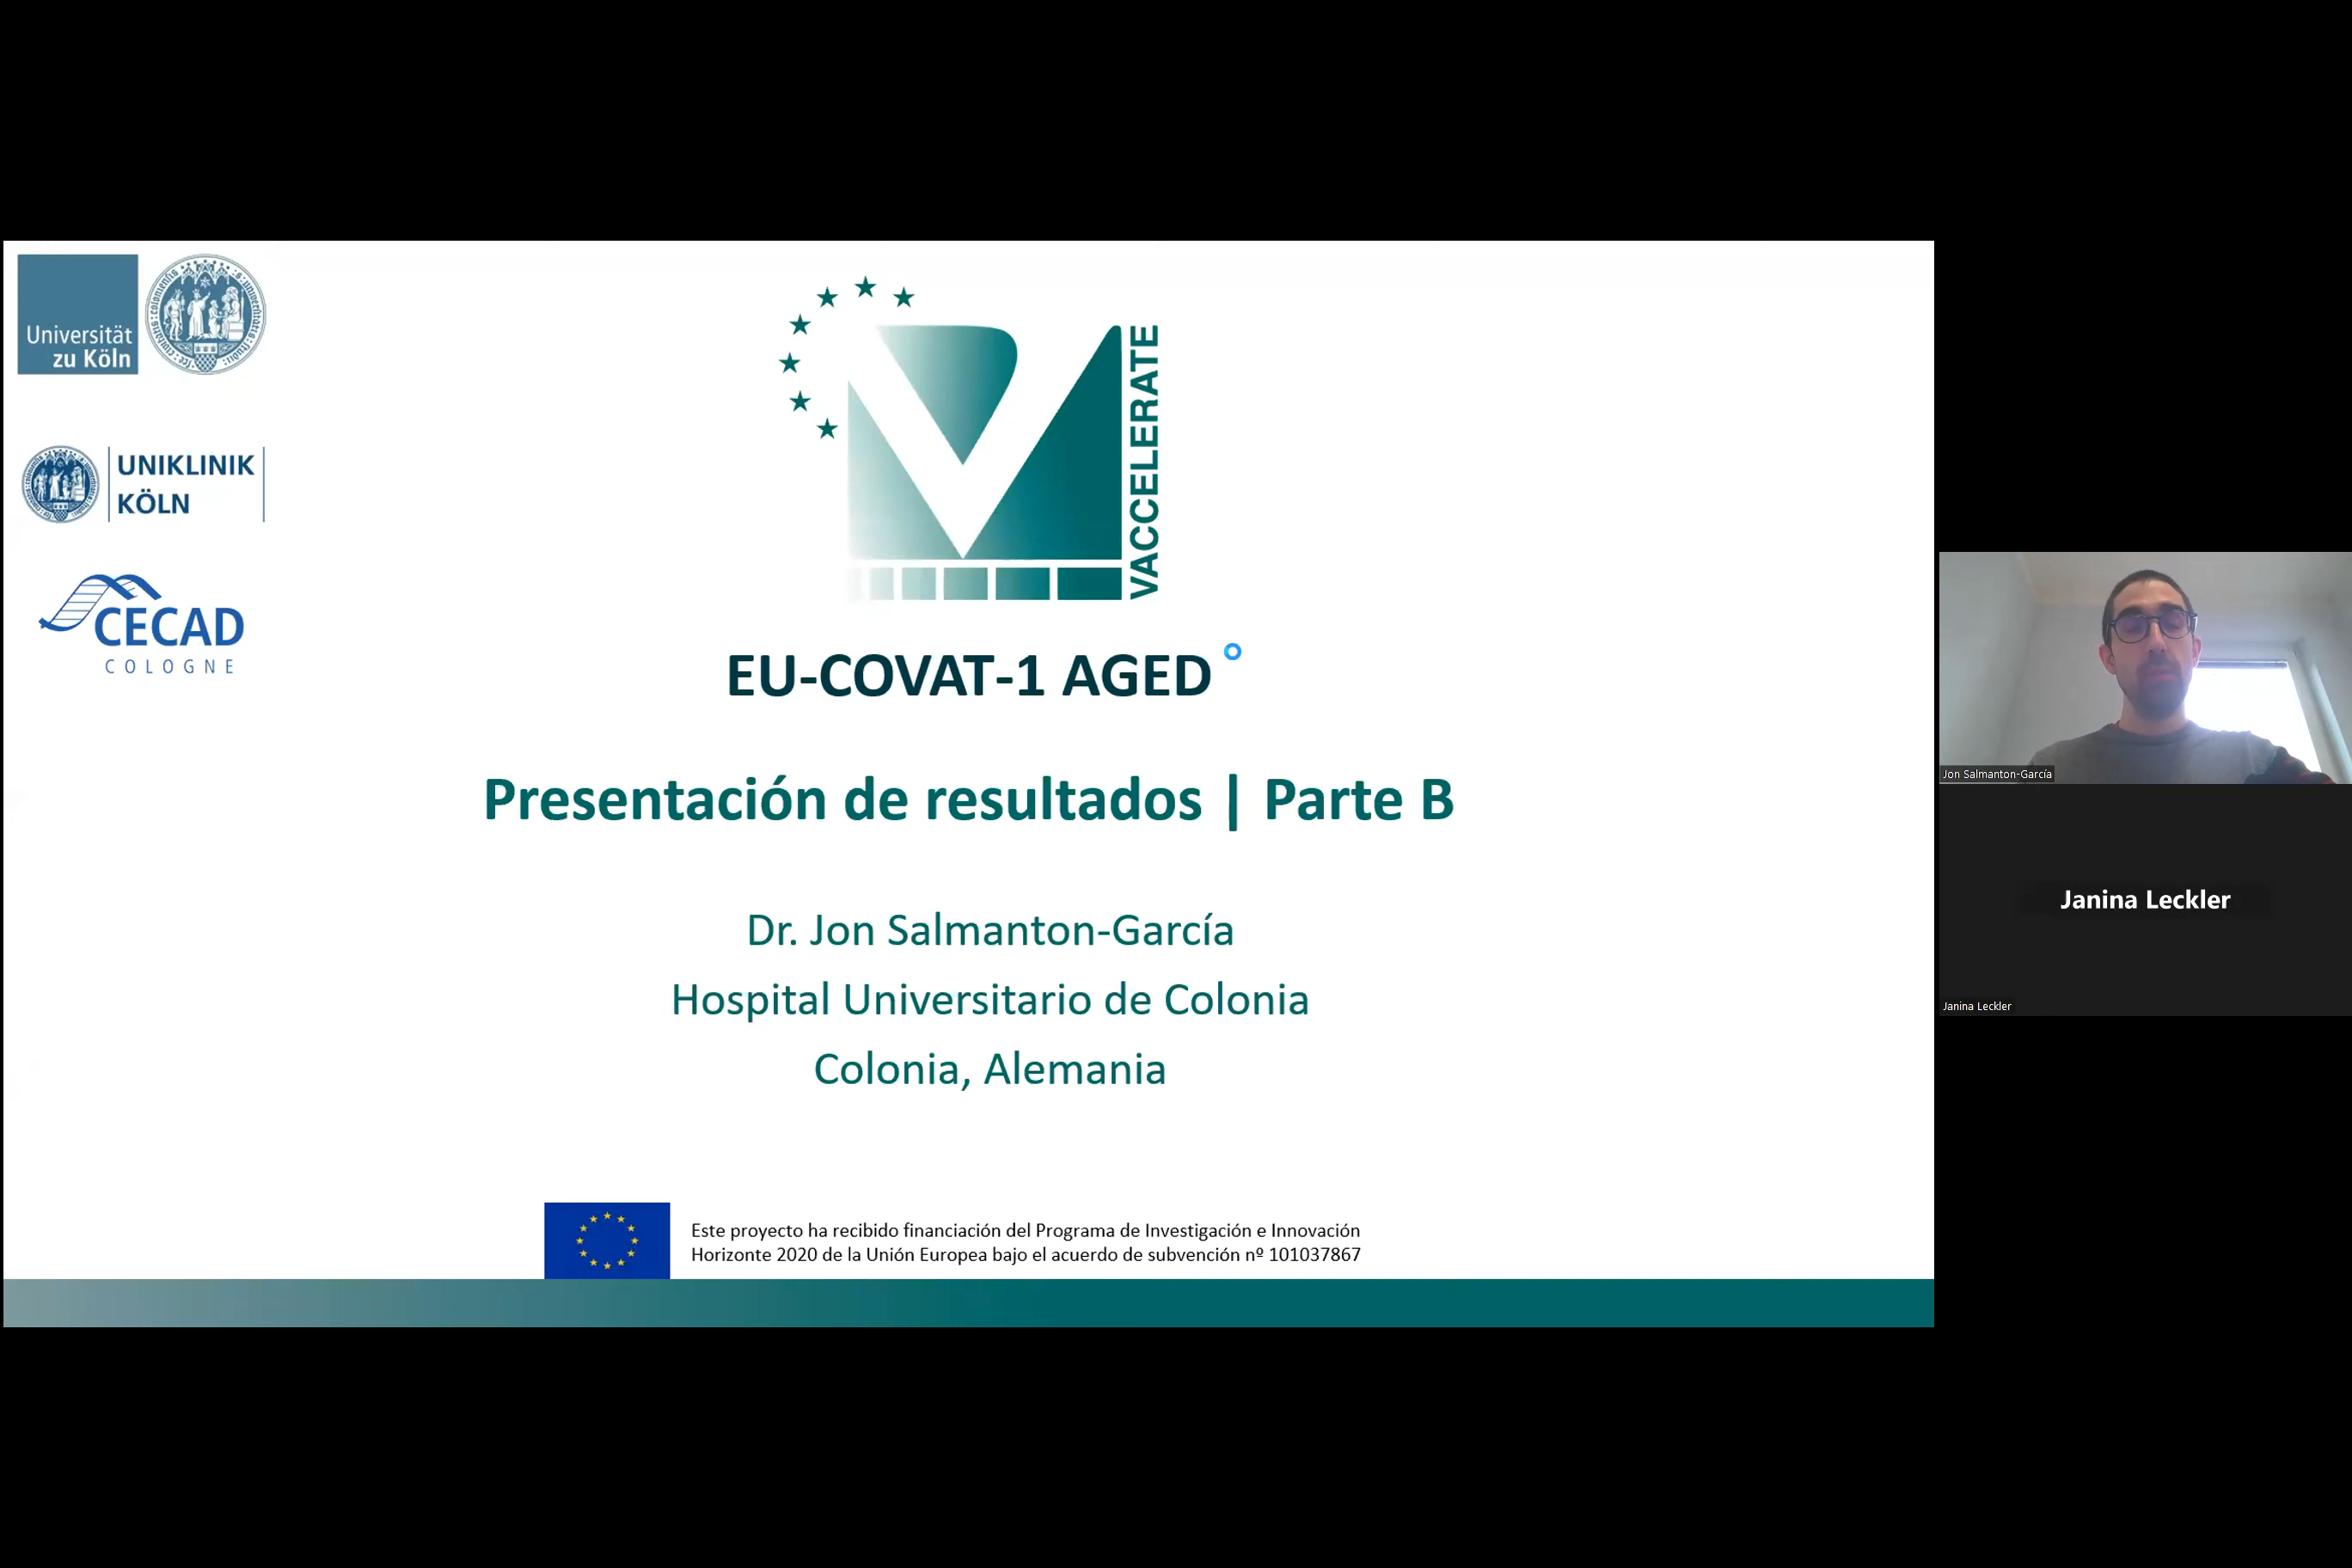 Universität
zu Köln
UNIKLINIK
KÖLN
CECAD
COLOGNE
VACCELERATE
EU-COVAT-1 AGED
Presentación de resultados | Parte B
Dr. Jon Salmanton-García
Hospital Universitario de Colonia
Colonia, Alemania
Este proyecto ha recibido financiación del Programa de Investigación e Innovación
Horizonte 2020 de la Unión Europea bajo el acuerdo de subvención nº 101037867
Jon Salmanton-García
Janina Leckler
Janina Leckler